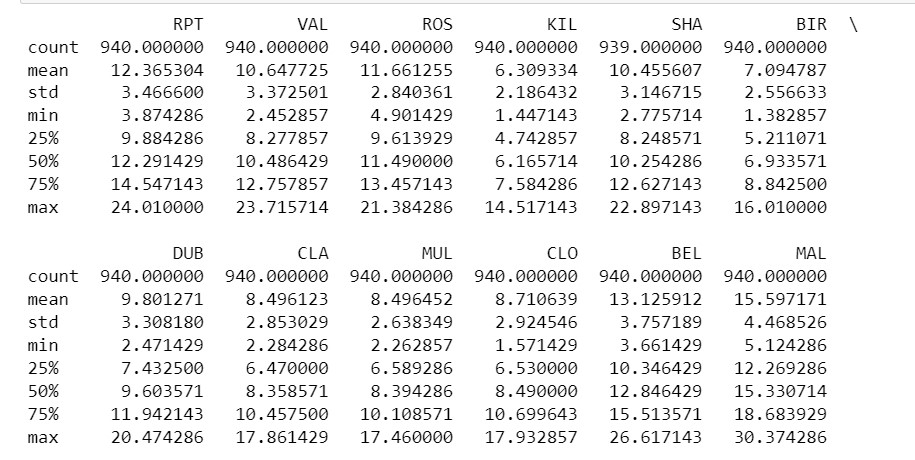 RPT VAL ROS KIL SHA BIR \
count 940.000000 940.000000 940.000000 940.000000 939.000000 940.000000
mean 12.365304 10.647725 11.661255 6.309334 10.455607 7.094787
std 3.466600 3.372501 2.840361 2.186432 3.146715 2.556633
min 3.874286 2.452857 4.901429 1.447143 2.775714 1.382857
25% 9.884286 8.277857 9.613929 4.742857 8.248571 5.211071
50% 12.291429 10.486429 11.490000 6.165714 10.254286 6.933571
75% 14.547143 12.757857 13.457143 7.584286 12.627143 8.842500
max 24.010000 23.715714 21.384286 14.517143 22.897143 16.010000
DUB CLA MUL CLO BEL MAL
count 940.000000 940.000000 940.000000 940.000000 940.000000 940.000000
mean 9.801271 8.496123 8.496452 8.710639 13.125912 15.597171
std 3.308180 2.853029 2.638349 2.924546 3.757189 4.468526
min 2.471429 2.284286 2.262857 1.571429 3.661429 5.124286
25% 7.432500 6.470000 6.589286 6.530000 10.346429 12.269286
50% 9.603571 8.358571 8.394286 8.490000 12.846429 15.330714
75% 11.942143 10.457500 10.108571 10.699643 15.513571 18.683929
max 20.474286 17.861429 17.460000 17.932857 26.617143 30.374286